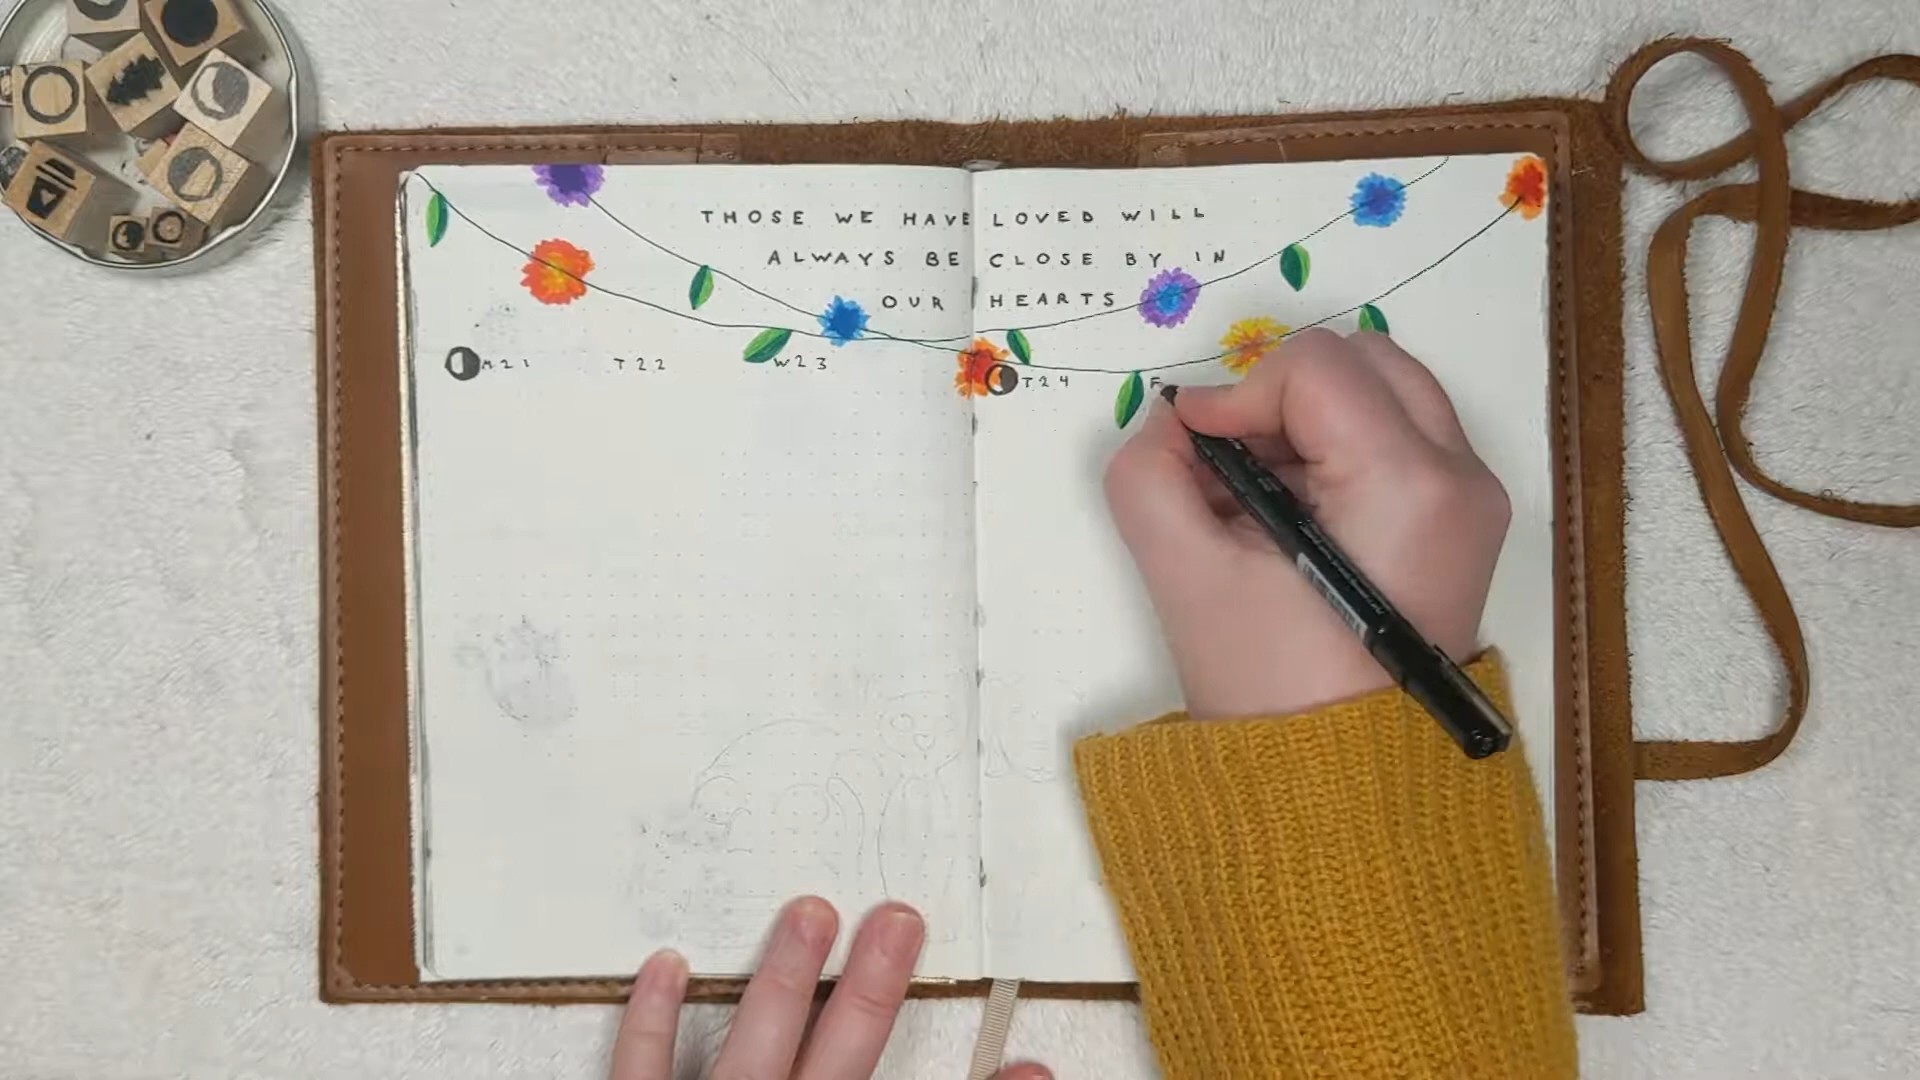 THOSE WE HAVE LOVED WILL
ALWAYS BE CLOSE BY IN
OUR HEARTS
M21 T22 W23 T24 F